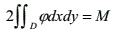 2∬_D φdxdy = M